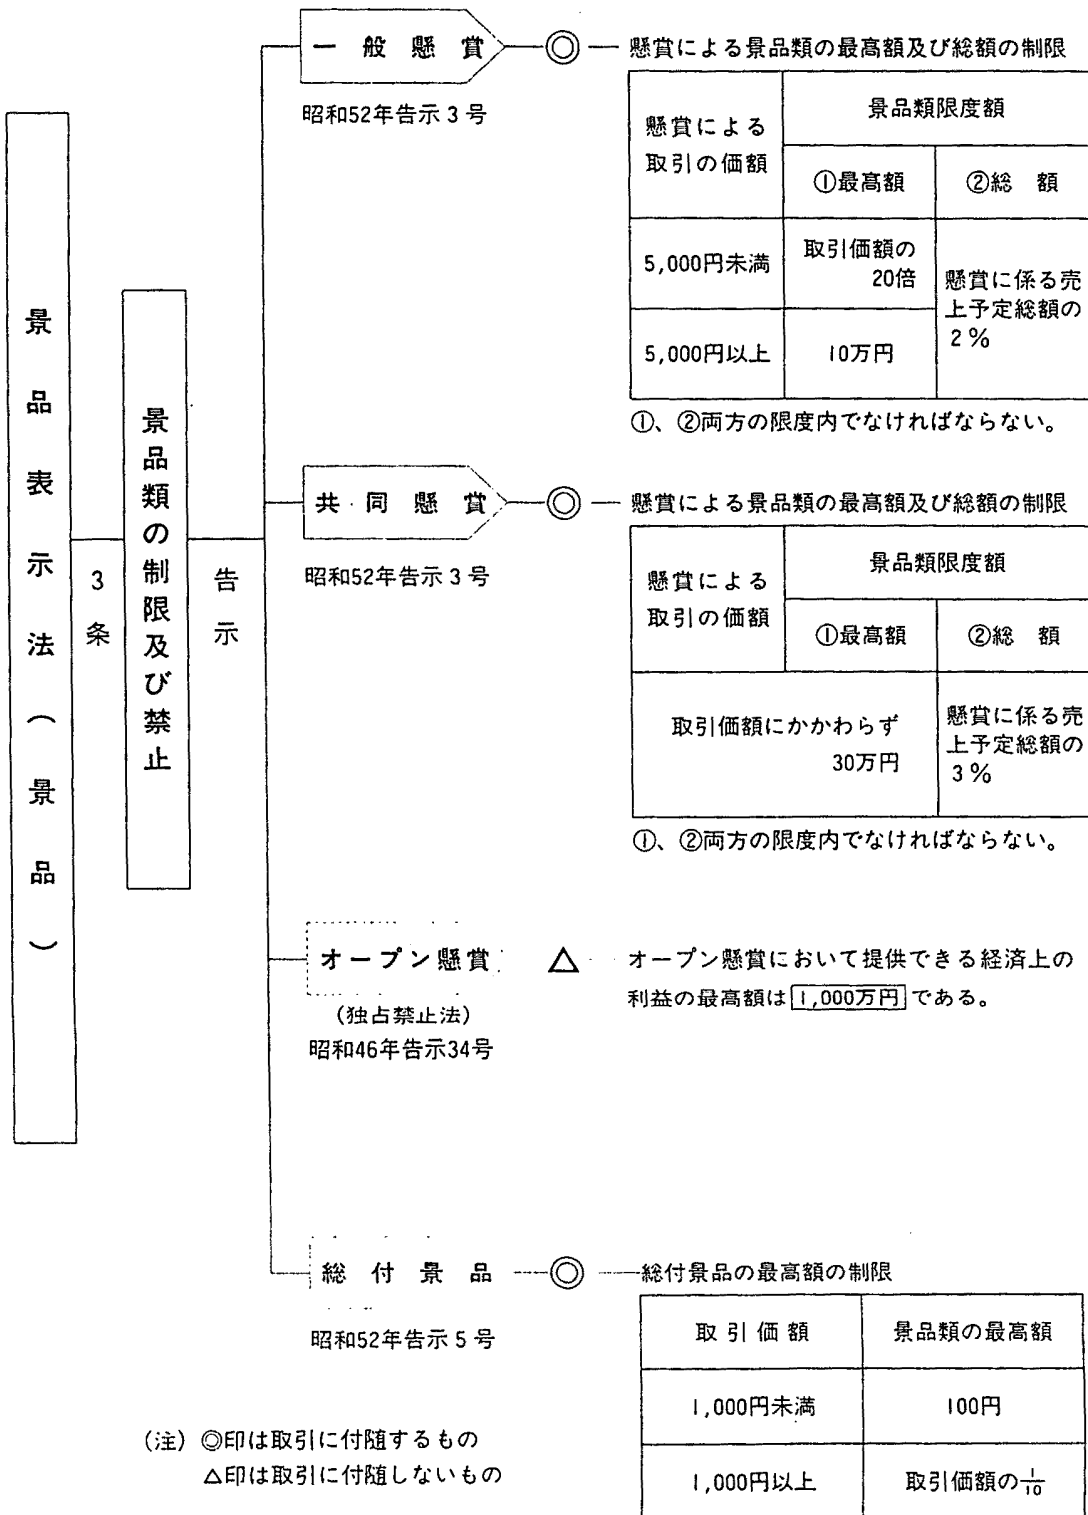 景品表示法（景品）
3条
景品類の制限及び禁止
告示
一般懸賞
◎
昭和52年告示3号
懸賞による景品類の最高額及び総額の制限
懸賞による
取引の価額
景品類限度額
①最高額
②総　額
5,000円未満
取引価額の
20倍
懸賞に係る売
上予定総額の
2％
5,000円以上
10万円
①、②両方の限度内でなければならない。
共同懸賞
◎
昭和52年告示3号
懸賞による景品類の最高額及び総額の制限
懸賞による
取引の価額
景品類限度額
①最高額
②総　額
取引価額にかかわらず
30万円
懸賞に係る売
上予定総額の
3％
①、②両方の限度内でなければならない。
オープン懸賞
△
(独占禁止法)
昭和46年告示34号
オープン懸賞において提供できる経済上の
利益の最高額は1,000万円である。
総付景品
◎
昭和52年告示5号
総付景品の最高額の制限
取引価額
景品類の最高額
1,000円未満
100円
1,000円以上
取引価額の1/10
(注) ◎印は取引に付随するもの
△印は取引に付随しないもの